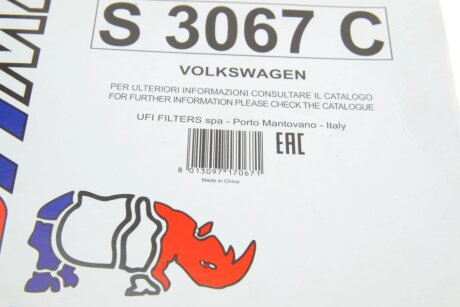 S 3067 C
VOLKSWAGEN
PER ULTERIORI INFORMAZIONI CONSULTARE IL CATALOGO
FOR FURTHER INFORMATION PLEASE CHECK THE CATALOGUE
UFI FILTERS spa - Porto Mantovano - Italy
EAC
8 013097 170671
Made in China